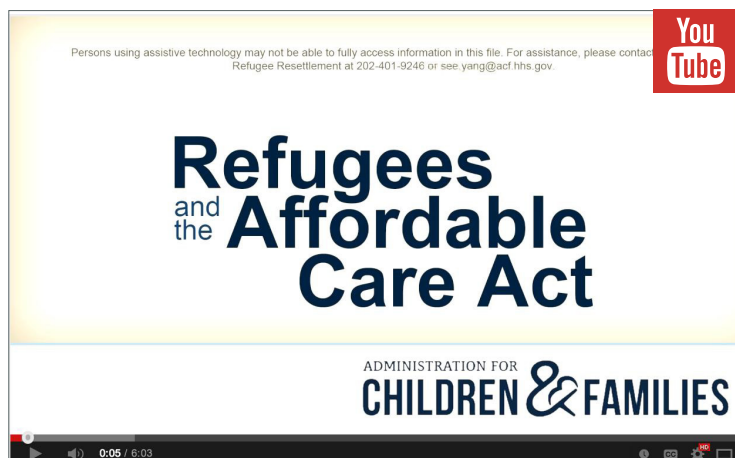 You
Tube
Persons using assistive technology may not be able to fully access information in this file. For assistance, please contact
Refugee Resettlement at 202-401-9246 or see.yang@acf.hhs.gov.
Refugees
and
the
Affordable
Care Act
ADMINISTRATION FOR
CHILDREN & FAMILIES
0:05 / 6:03
CC
HD